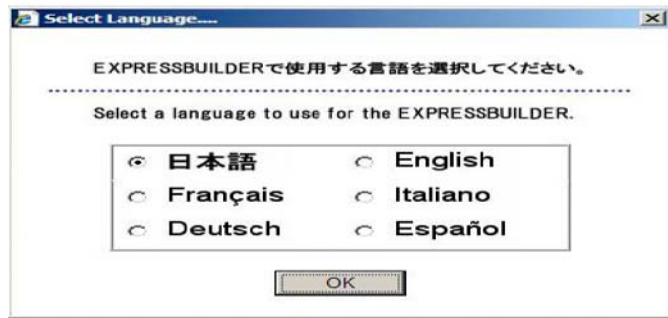 Select Language....
EXPRESSBUILDERで使用する言語を選択してください。
Select a language to use for the EXPRESSBUILDER.
日本語 English
Français Italiano
Deutsch Español
OK